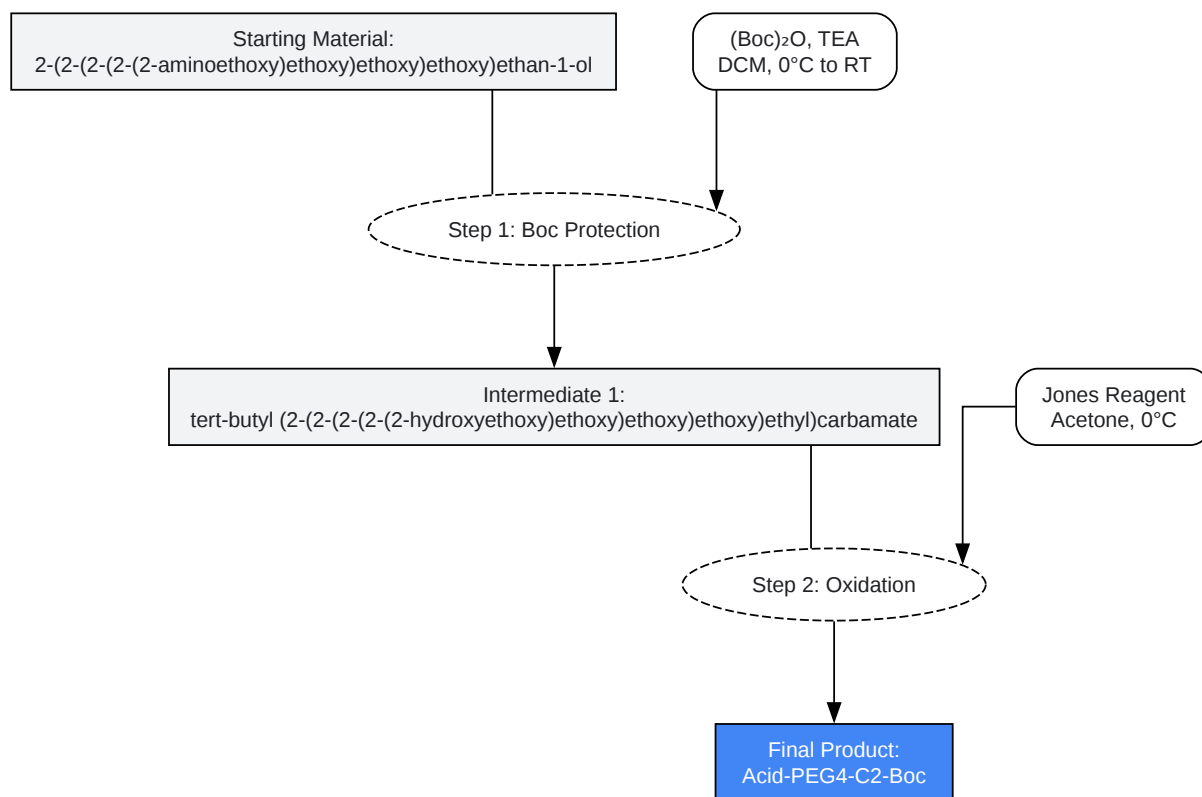 Starting Material:
2-(2-(2-(2-(2-aminoethoxy)ethoxy)ethoxy)ethoxy)ethan-1-ol
(Boc)₂O, TEA
DCM, 0°C to RT
Step 1: Boc Protection
Intermediate 1:
tert-butyl (2-(2-(2-(2-(2-hydroxyethoxy)ethoxy)ethoxy)ethoxy)ethyl)carbamate
Jones Reagent
Acetone, 0°C
Step 2: Oxidation
Final Product:
Acid-PEG4-C2-Boc